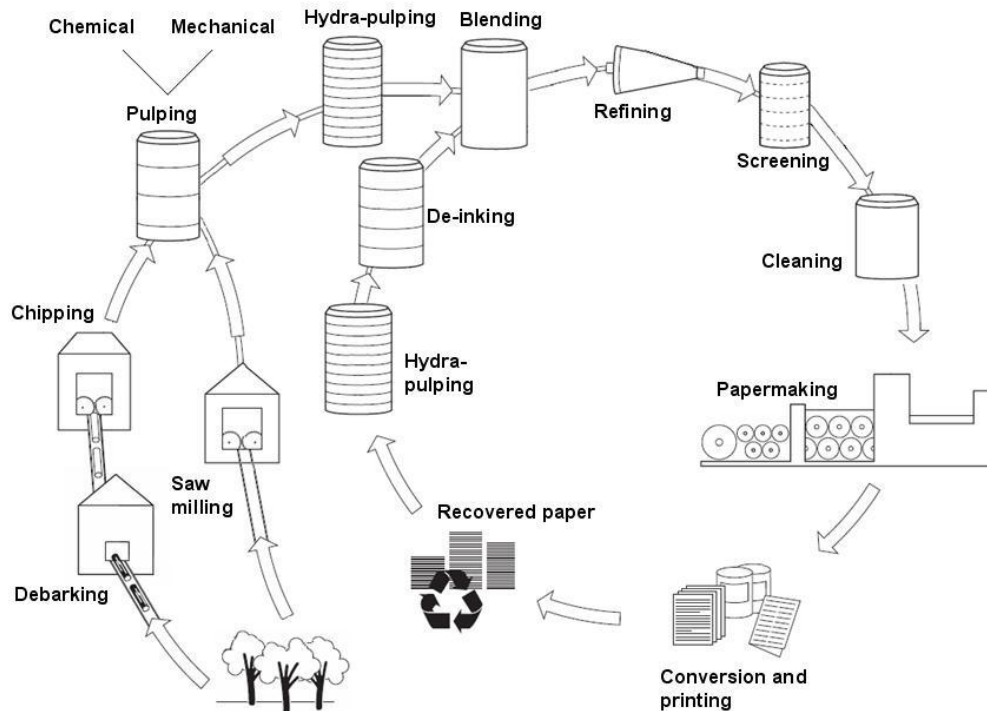 Chemical
Mechanical
Pulping
Hydra-pulping
Blending
Refining
Screening
De-inking
Cleaning
Chipping
Hydra-
pulping
Papermaking
Saw
milling
Recovered paper
Debarking
Conversion and
printing